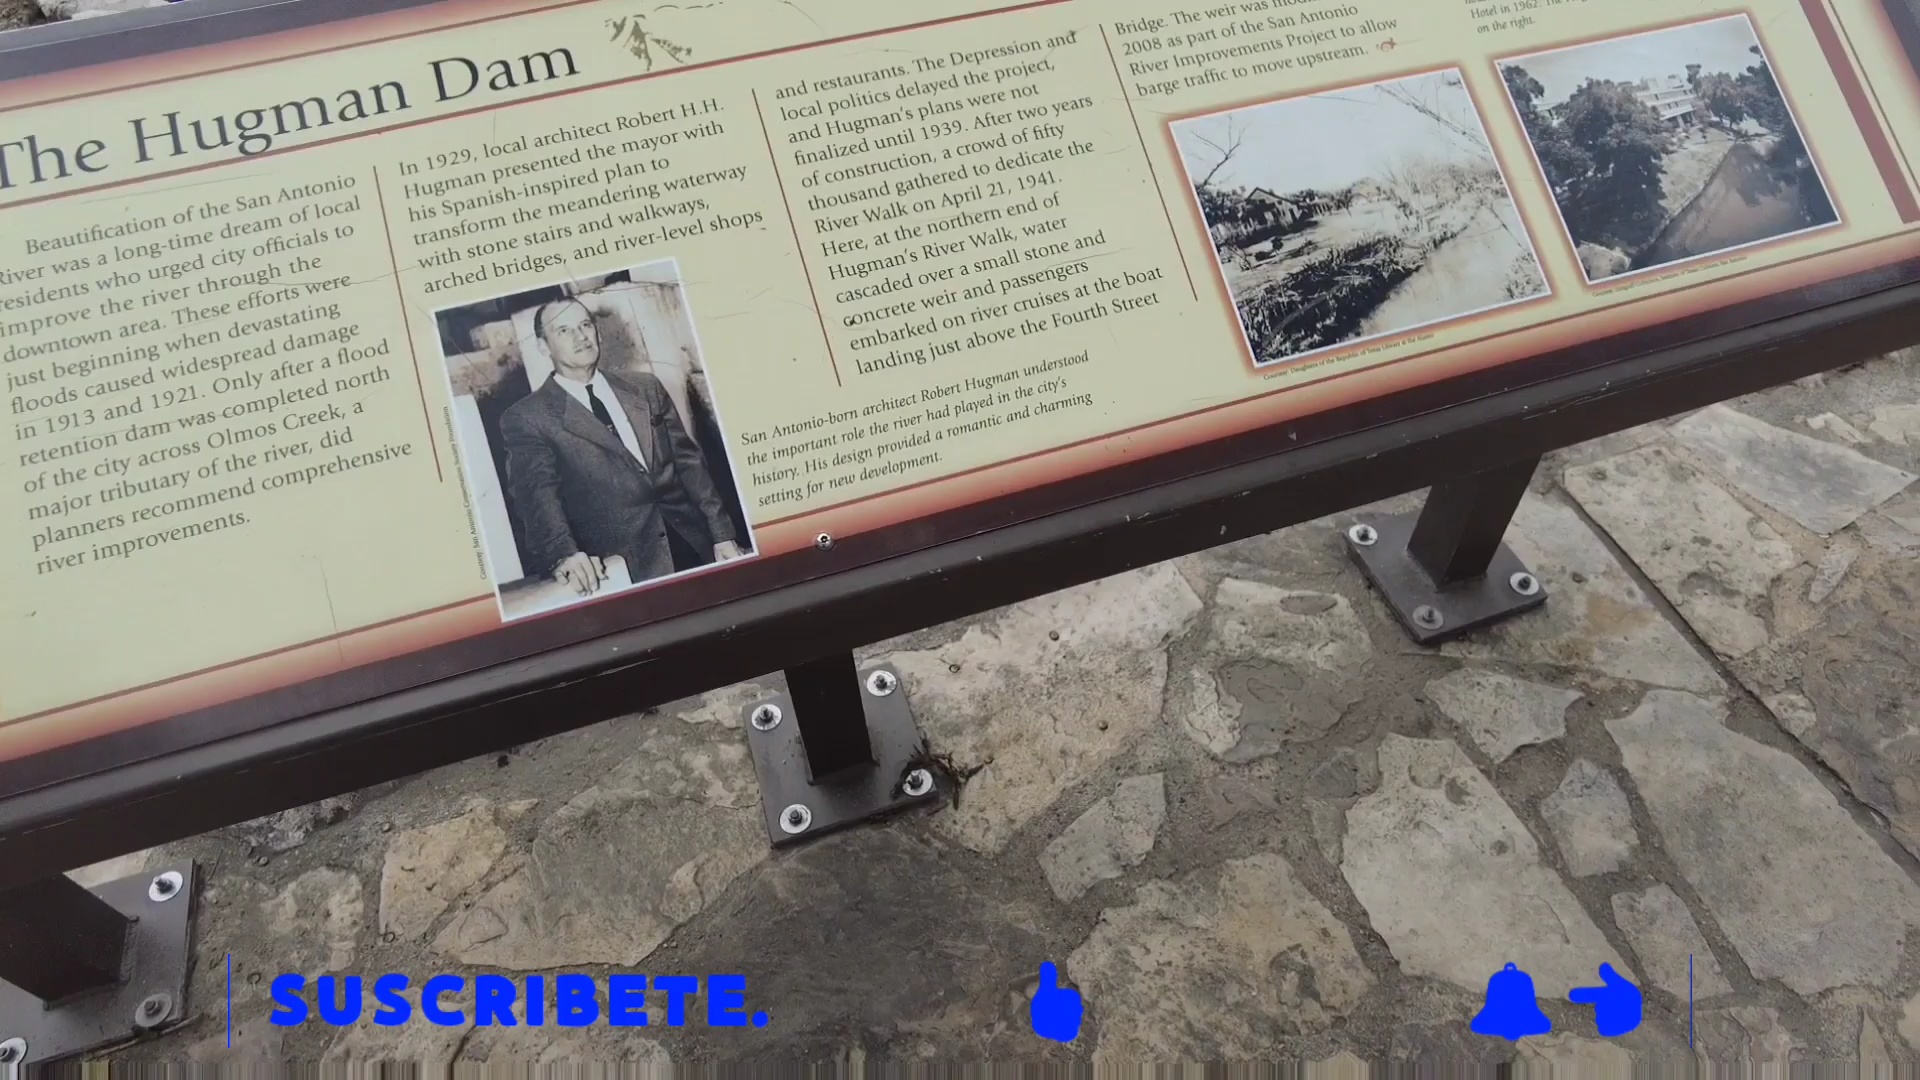 The Hugman Dam
Beautification of the San Antonio
River was a long-time dream of local
residents who urged city officials to
improve the river through the
downtown area. These efforts were
just beginning when devastating
floods caused widespread damage
in 1913 and 1921. Only after a flood
retention dam was completed north
of the city across Olmos Creek, a
major tributary of the river, did
planners recommend comprehensive
river improvements.
In 1929, local architect Robert H.H.
Hugman presented the mayor with
his Spanish-inspired plan to
transform the meandering waterway
with stone stairs and walkways,
arched bridges, and river-level shops
and restaurants. The Depression and
local politics delayed the project,
and Hugman's plans were not
finalized until 1939. After two years
of construction, a crowd of fifty
thousand gathered to dedicate the
River Walk on April 21, 1941.
Here, at the northern end of
Hugman's River Walk, water
cascaded over a small stone and
concrete weir and passengers
embarked on river cruises at the boat
landing just above the Fourth Street
Bridge. The weir was
2008 as part of the San Antonio
River Improvements Project to allow
barge traffic to move upstream.
Hotel in 1962.
on the right.
San Antonio-born architect Robert Hugman understood
the important role the river had played in the city's
history. His design provided a romantic and charming
setting for new development.
Courtesy: Daughters of the Republic of Texas Library at the Alamo
SUSCRIBETE.